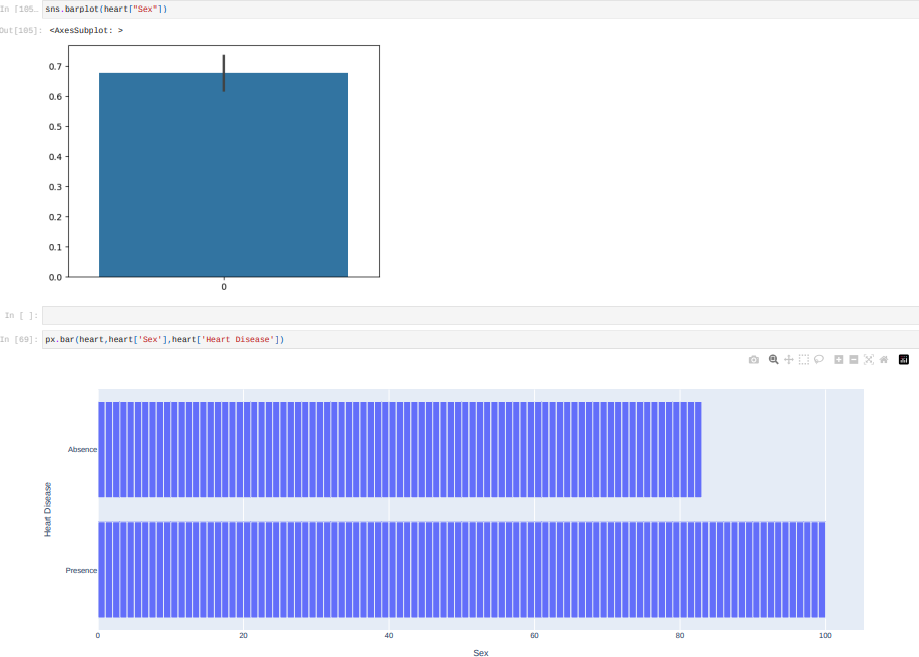 In [105…
sns.barplot(heart["Sex"])
Out[105]:
<AxesSubplot: >
0.7
0.6
0.5
0.4
0.3
0.2
0.1
0.0
0
In [ ]:
In [69]:
px.bar(heart,heart['Sex'],heart['Heart Disease'])
Absence
Heart Disease
Presence
0 20 40 60 80 100
Sex